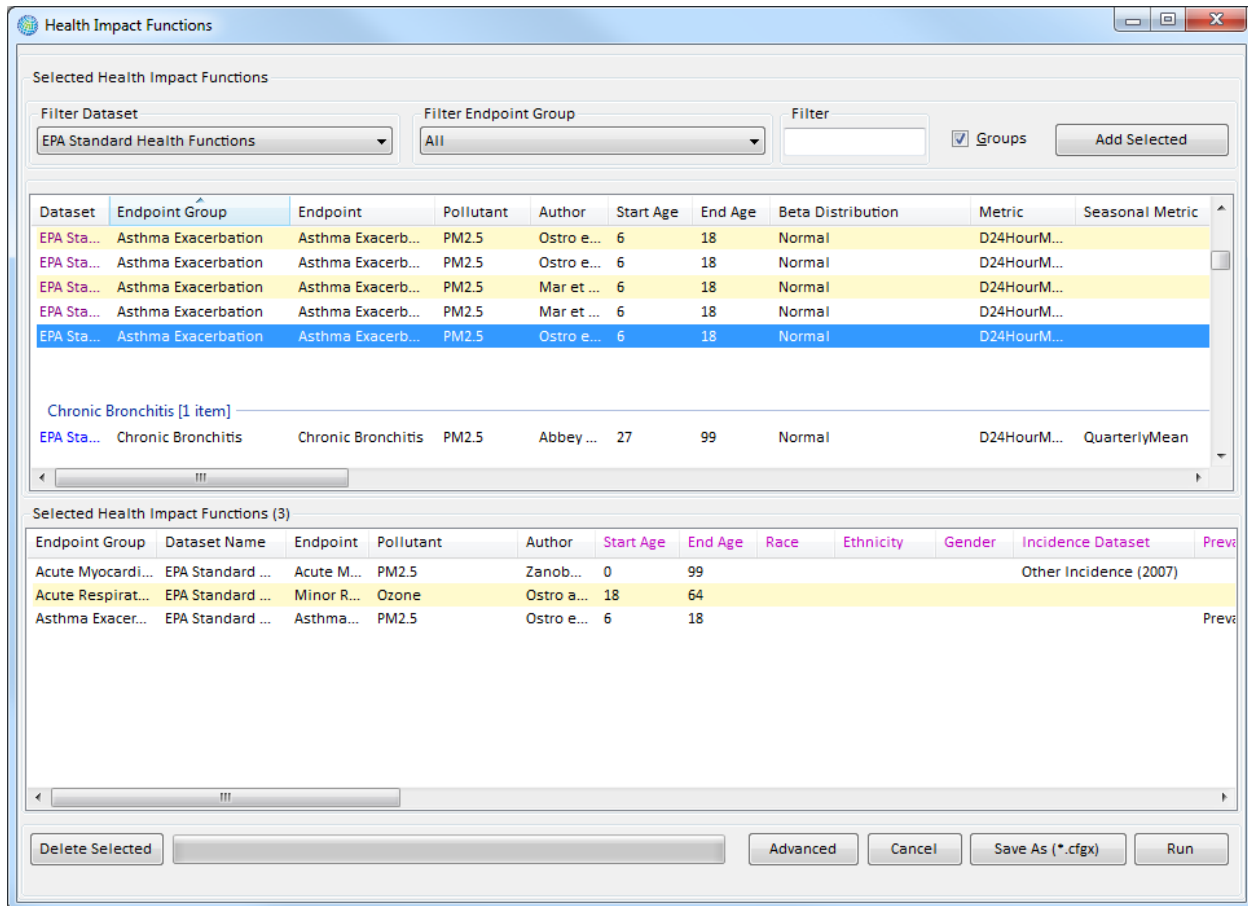 Health Impact Functions
Selected Health Impact Functions
Filter Dataset Filter Endpoint Group Filter
EPA Standard Health Functions All Groups Add Selected
Dataset Endpoint Group Endpoint Pollutant Author Start Age End Age Beta Distribution Metric Seasonal Metric
EPA Sta... Asthma Exacerbation Asthma Exacerb... PM2.5 Ostro e... 6 18 Normal D24HourM...
EPA Sta... Asthma Exacerbation Asthma Exacerb... PM2.5 Ostro e... 6 18 Normal D24HourM...
EPA Sta... Asthma Exacerbation Asthma Exacerb... PM2.5 Mar et ... 6 18 Normal D24HourM...
EPA Sta... Asthma Exacerbation Asthma Exacerb... PM2.5 Mar et ... 6 18 Normal D24HourM...
EPA Sta... Asthma Exacerbation Asthma Exacerb... PM2.5 Ostro e... 6 18 Normal D24HourM...
Chronic Bronchitis [1 item]
EPA Sta... Chronic Bronchitis Chronic Bronchitis PM2.5 Abbey ... 27 99 Normal D24HourM... QuarterlyMean
Selected Health Impact Functions (3)
Endpoint Group Dataset Name Endpoint Pollutant Author Start Age End Age Race Ethnicity Gender Incidence Dataset Preva
Acute Myocardi... EPA Standard ... Acute M... PM2.5 Zanob... 0 99 Other Incidence (2007)
Acute Respirat... EPA Standard ... Minor R... Ozone Ostro a... 18 64
Asthma Exacer... EPA Standard ... Asthma... PM2.5 Ostro e... 6 18 Preva
Delete Selected Advanced Cancel Save As (*.cfgx) Run